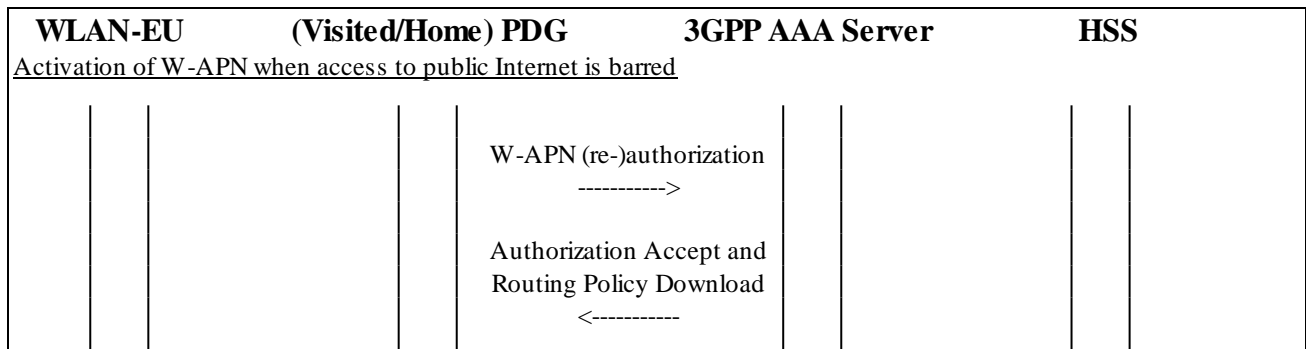 WLAN-EU (Visited/Home) PDG 3GPP AAA Server HSS
Activation of W-APN when access to public Internet is barred
W-APN (re-)authorization
----------->
Authorization Accept and
Routing Policy Download
<-----------